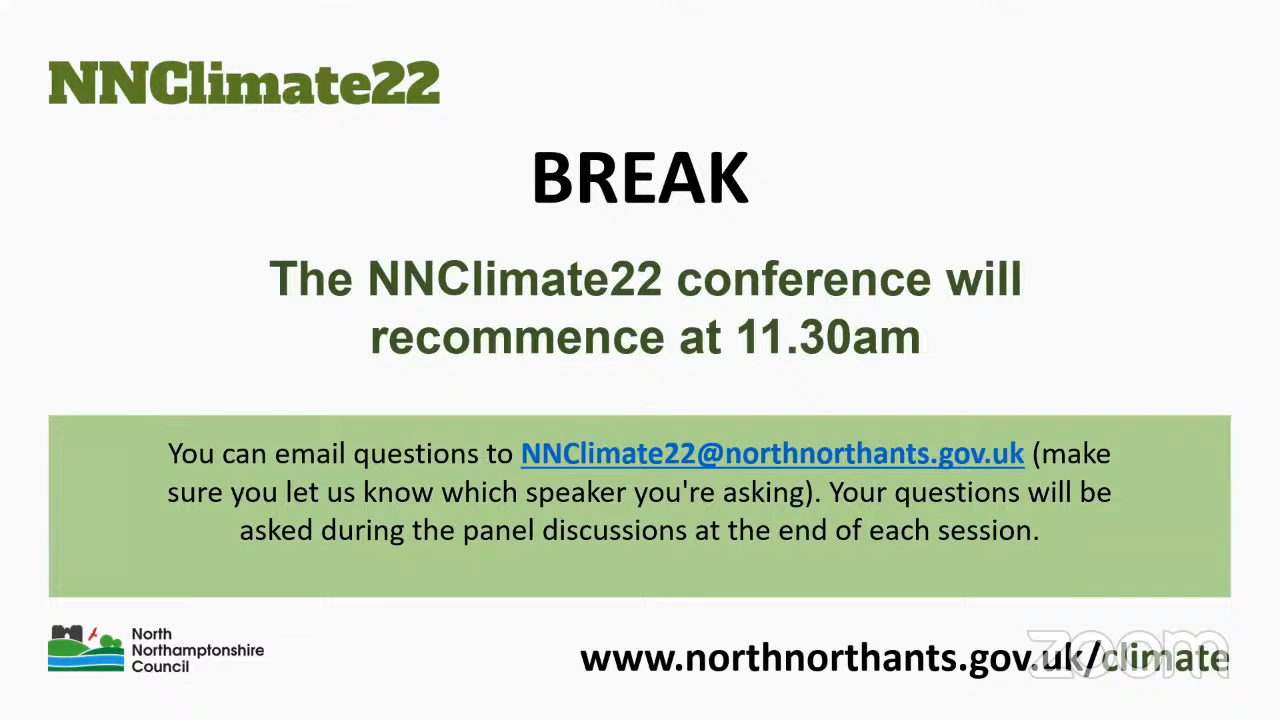 NNClimate22
BREAK
The NNClimate22 conference will
recommence at 11.30am
You can email questions to NNClimate22@northnorthants.gov.uk (make
sure you let us know which speaker you're asking). Your questions will be
asked during the panel discussions at the end of each session.
North
Northamptonshire
Council
www.northnorthants.gov.uk/climate
zoom